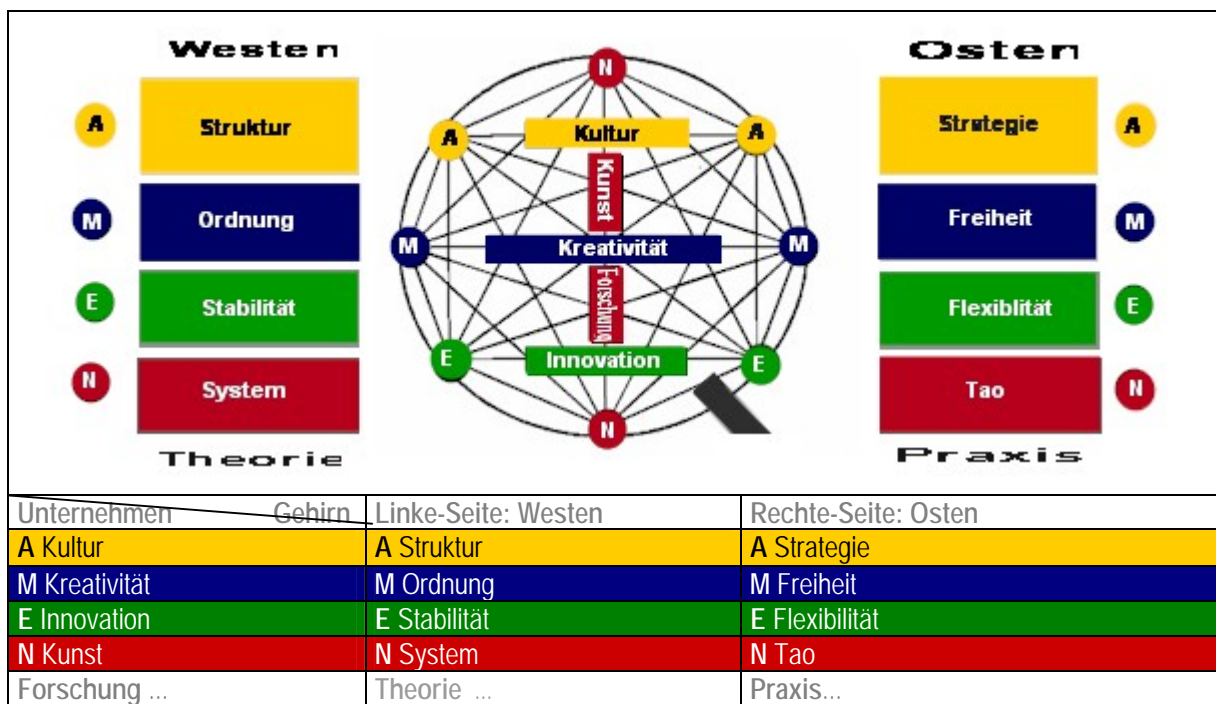 Westen
Osten
A Struktur
M Ordnung
E Stabilität
N System
Theorie
N
A Kultur A
Kunst
M Kreativität M
Forschung
E Innovation E
N
Strategie A
Freiheit M
Flexiblität E
Tao N
Praxis
Unternehmen Gehirn Linke-Seite: Westen Rechte-Seite: Osten
A Kultur A Struktur A Strategie
M Kreativität M Ordnung M Freiheit
E Innovation E Stabilität E Flexibilität
N Kunst N System N Tao
Forschung ... Theorie ... Praxis...